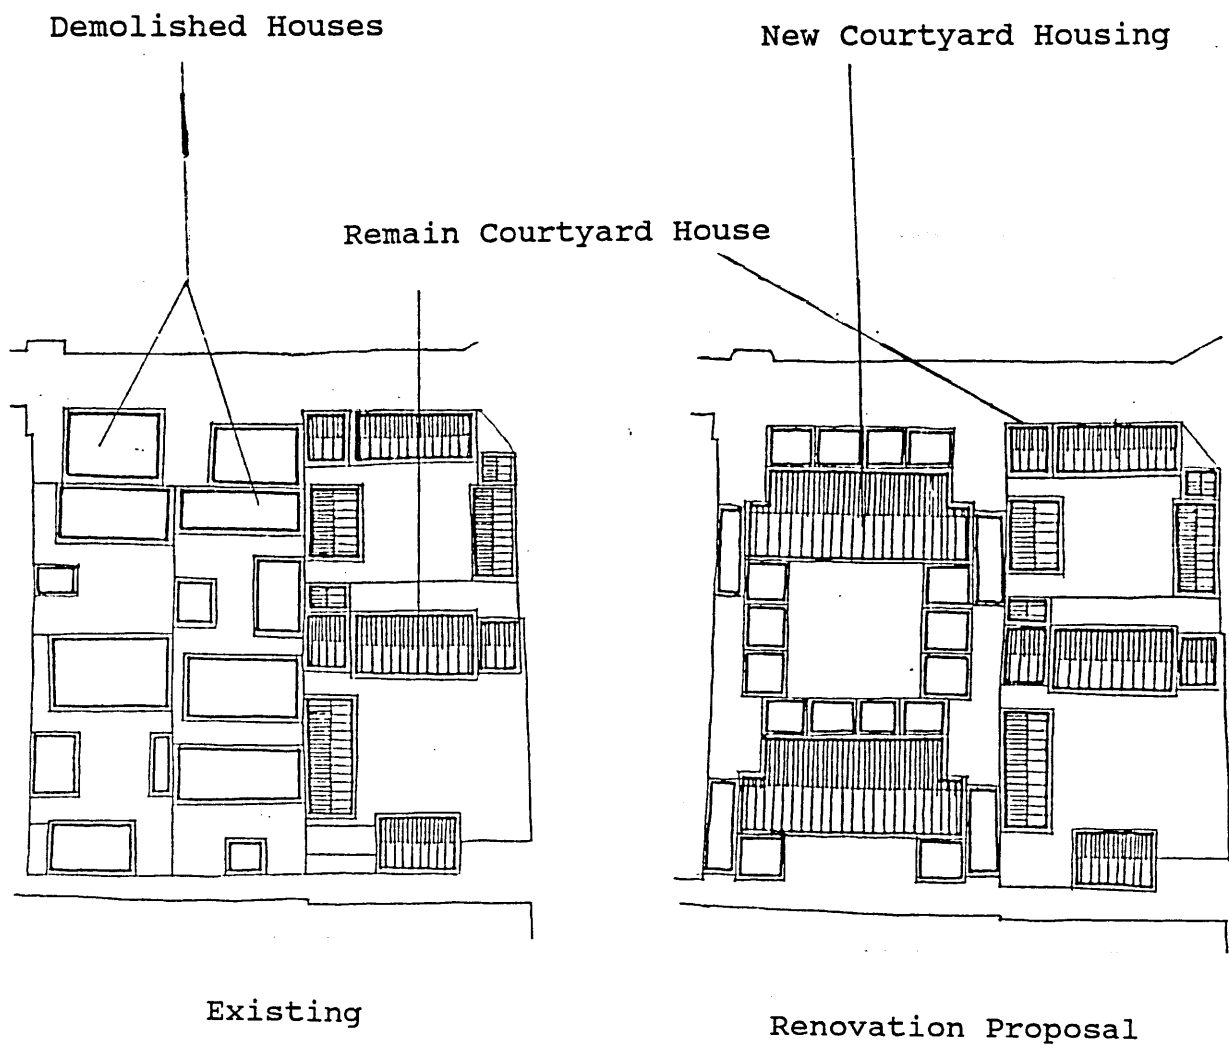 Demolished Houses
New Courtyard Housing
Remain Courtyard House
Existing
Renovation Proposal